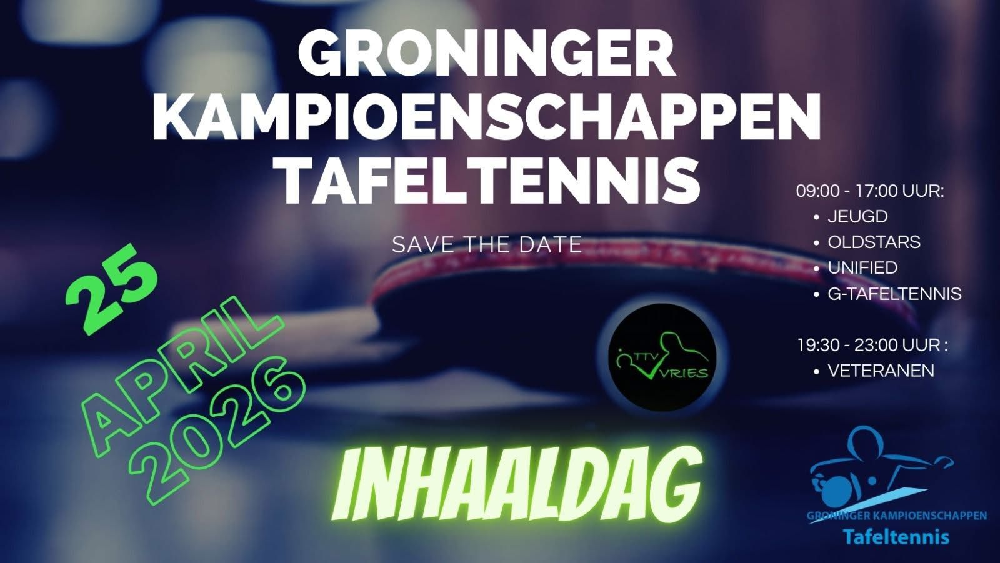 GRONINGER
KAMPIOENSCHAPPEN
TAFELTENNIS
SAVE THE DATE
25
APRIL
2026
09:00 - 17:00 UUR:
• JEUGD
• OLDSTARS
• UNIFIED
• G-TAFELTENNIS
19:30 - 23:00 UUR :
• VETERANEN
TTV
VRIES
INHAALDAG
GRONINGER KAMPIOENSCHAPPEN
Tafeltennis